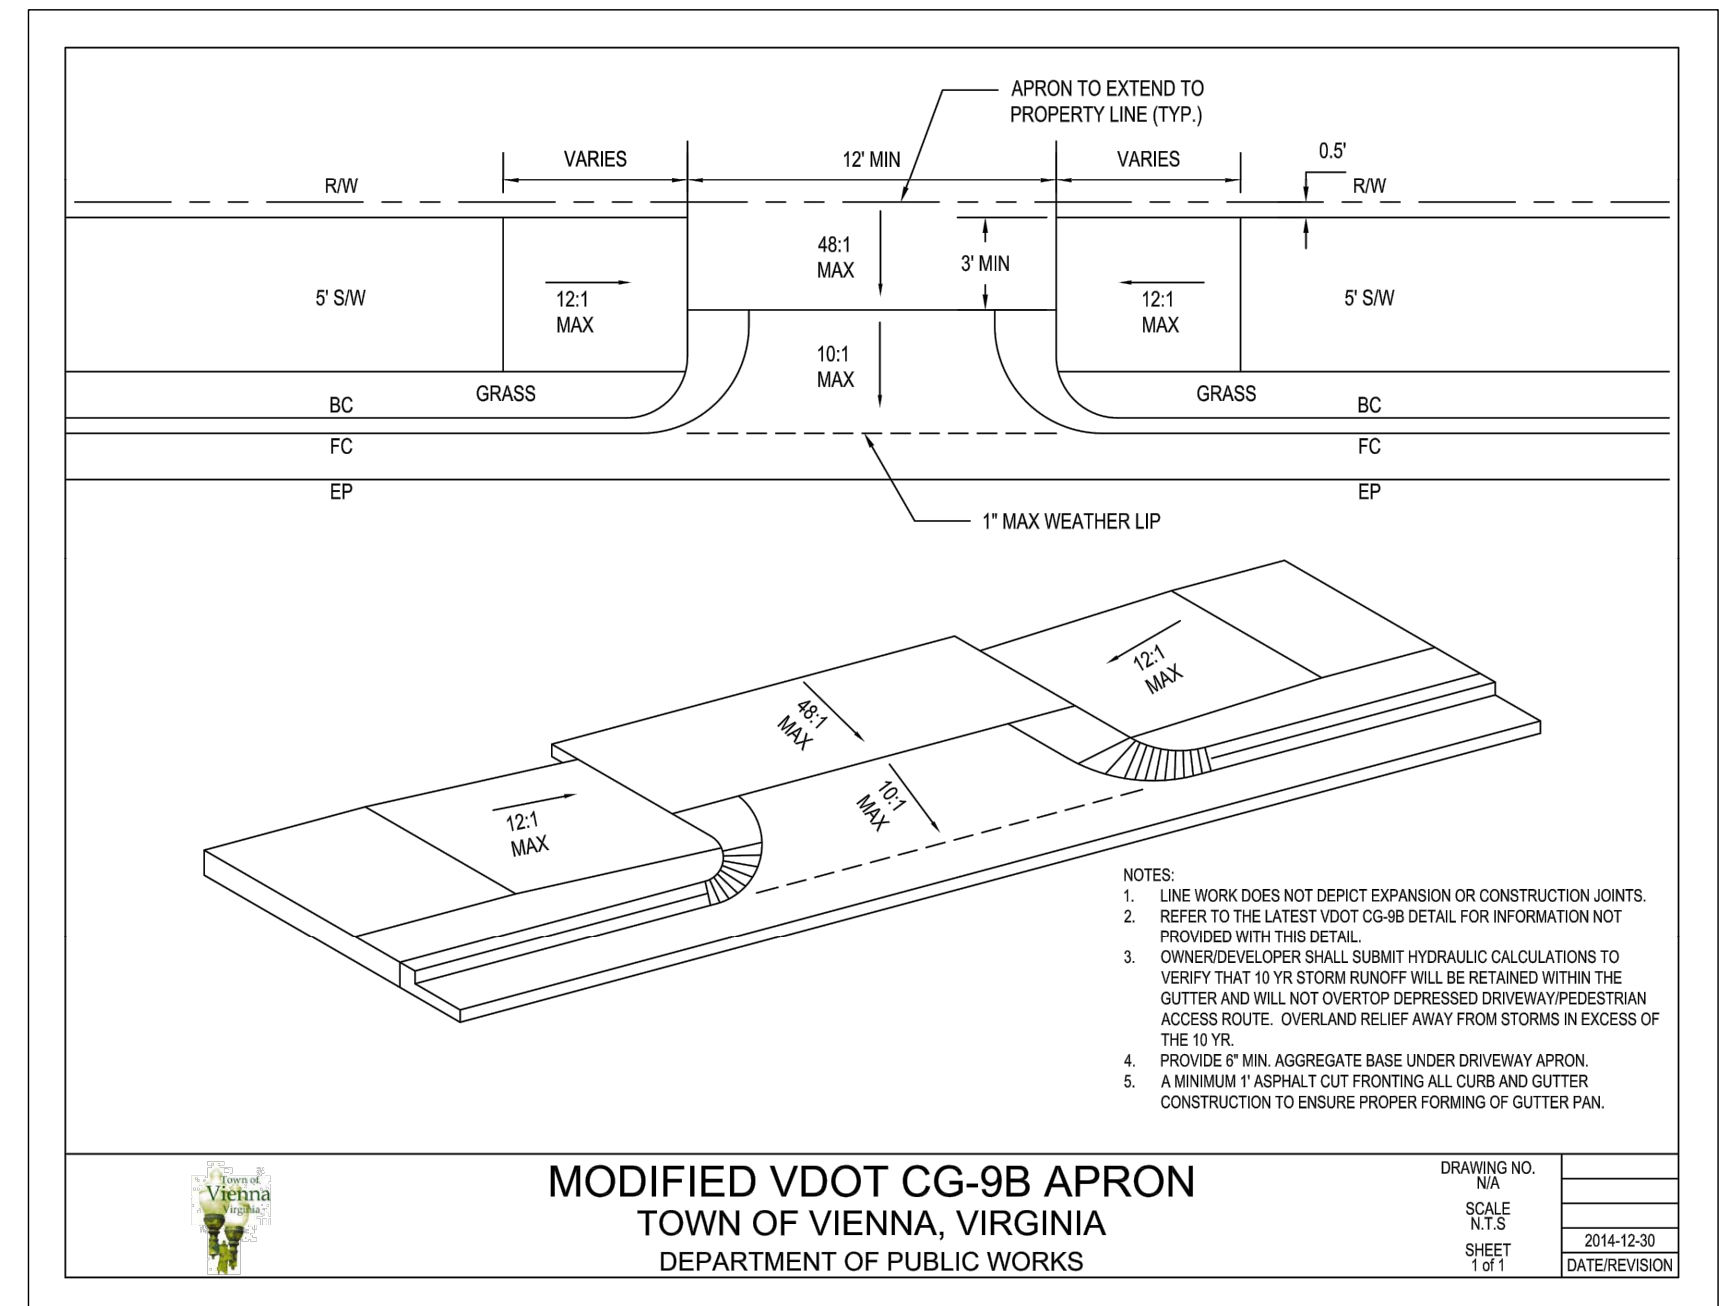 APRON TO EXTEND TO
PROPERTY LINE (TYP.)
VARIES
12' MIN
VARIES
0.5'
R/W
R/W
48:1
MAX
3' MIN
5' S/W
12:1
MAX
12:1
MAX
5' S/W
10:1
MAX
GRASS
GRASS
BC
BC
FC
FC
EP
EP
1" MAX WEATHER LIP
12:1
MAX
48:1
MAX
10:1
MAX
12:1
MAX
NOTES:
1. LINE WORK DOES NOT DEPICT EXPANSION OR CONSTRUCTION JOINTS.
2. REFER TO THE LATEST VDOT CG-9B DETAIL FOR INFORMATION NOT
PROVIDED WITH THIS DETAIL.
3. OWNER/DEVELOPER SHALL SUBMIT HYDRAULIC CALCULATIONS TO
VERIFY THAT 10 YR STORM RUNOFF WILL BE RETAINED WITHIN THE
GUTTER AND WILL NOT OVERTOP DEPRESSED DRIVEWAY/PEDESTRIAN
ACCESS ROUTE. OVERLAND RELIEF AWAY FROM STORMS IN EXCESS OF
THE 10 YR.
4. PROVIDE 6" MIN. AGGREGATE BASE UNDER DRIVEWAY APRON.
5. A MINIMUM 1' ASPHALT CUT FRONTING ALL CURB AND GUTTER
CONSTRUCTION TO ENSURE PROPER FORMING OF GUTTER PAN.
Town of
Vienna
Virginia
MODIFIED VDOT CG-9B APRON
TOWN OF VIENNA, VIRGINIA
DEPARTMENT OF PUBLIC WORKS
DRAWING NO.
N/A
SCALE
N.T.S
SHEET
1 of 1
2014-12-30
DATE/REVISION